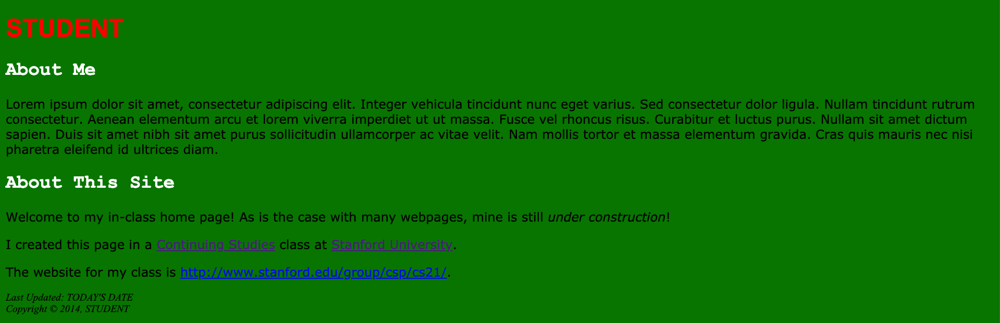 STUDENT
About Me
Lorem ipsum dolor sit amet, consectetur adipiscing elit. Integer vehicula tincidunt nunc eget varius. Sed consectetur dolor ligula. Nullam tincidunt rutrum
consectetur. Aenean elementum arcu et lorem viverra imperdiet ut ut massa. Fusce vel rhoncus risus. Curabitur et luctus purus. Nullam sit amet dictum
sapien. Duis sit amet nibh sit amet purus sollicitudin ullamcorper ac vitae velit. Nam mollis tortor et massa elementum gravida. Cras quis mauris nec nisi
pharetra eleifend id ultrices diam.
About This Site
Welcome to my in-class home page! As is the case with many webpages, mine is still under construction!
I created this page in a Continuing Studies class at Stanford University.
The website for my class is http://www.stanford.edu/group/csp/cs21/.
Last Updated: TODAY'S DATE
Copyright © 2014, STUDENT